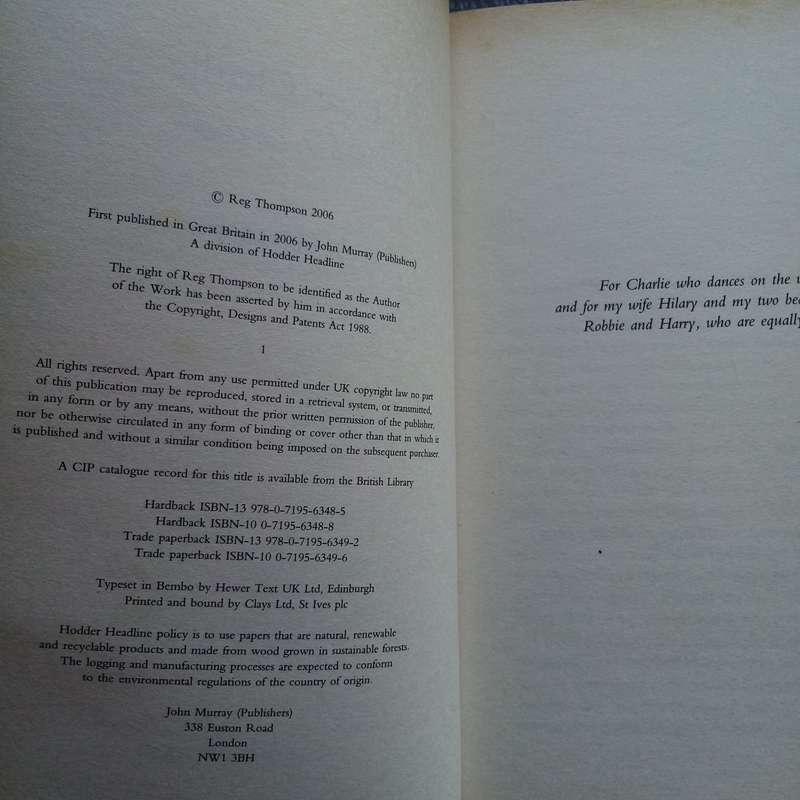 © Reg Thompson 2006
First published in Great Britain in 2006 by John Murray (Publishers)
A division of Hodder Headline
The right of Reg Thompson to be identified as the Author
of the Work has been asserted by him in accordance with
the Copyright, Designs and Patents Act 1988.
1
All rights reserved. Apart from any use permitted under UK copyright law no part
of this publication may be reproduced, stored in a retrieval system, or transmitted,
in any form or by any means, without the prior written permission of the publisher,
nor be otherwise circulated in any form of binding or cover other than that in which it
is published and without a similar condition being imposed on the subsequent purchaser.
A CIP catalogue record for this title is available from the British Library
Hardback ISBN-13 978-0-7195-6348-5
Hardback ISBN-10 0-7195-6348-8
Trade paperback ISBN-13 978-0-7195-6349-2
Trade paperback ISBN-10 0-7195-6349-6
Typeset in Bembo by Hewer Text UK Ltd, Edinburgh
Printed and bound by Clays Ltd, St Ives plc
Hodder Headline policy is to use papers that are natural, renewable
and recyclable products and made from wood grown in sustainable forests.
The logging and manufacturing processes are expected to conform
to the environmental regulations of the country of origin.
John Murray (Publishers)
338 Euston Road
London
NW1 3BH
For Charlie who dances on the
and for my wife Hilary and my two
Robbie and Harry, who are equally